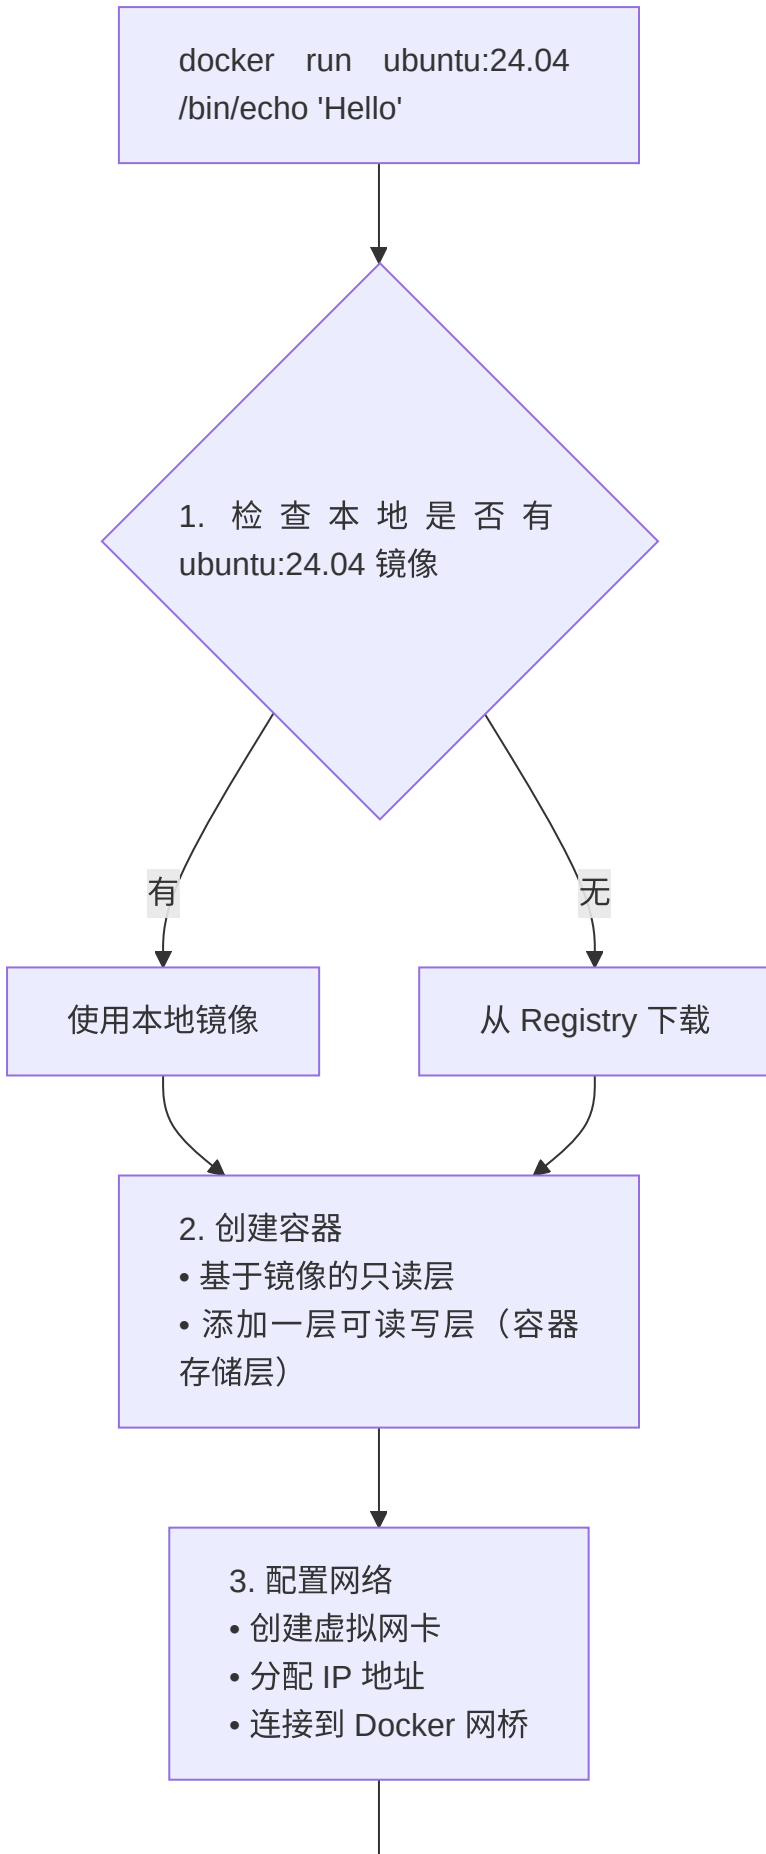 docker run ubuntu:24.04
/bin/echo 'Hello'
1. 检查本地是否有
ubuntu:24.04 镜像
有
无
使用本地镜像
从 Registry 下载
2. 创建容器
• 基于镜像的只读层
• 添加一层可读写层（容器
存储层）
3. 配置网络
• 创建虚拟网卡
• 分配 IP 地址
• 连接到 Docker 网桥